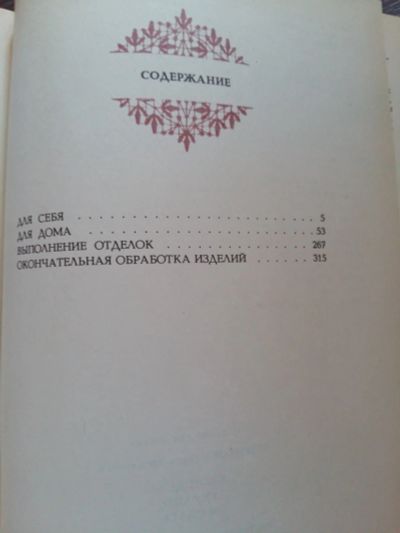 СОДЕРЖАНИЕ
ДЛЯ СЕБЯ . . . . . . . . . . . . . . . . . . . . . . . 5
ДЛЯ ДОМА . . . . . . . . . . . . . . . . . . . . . . 53
ВЫПОЛНЕНИЕ ОТДЕЛОК . . . . . . . . . . . . . 267
ОКОНЧАТЕЛЬНАЯ ОБРАБОТКА ИЗДЕЛИЙ . . . . . 315